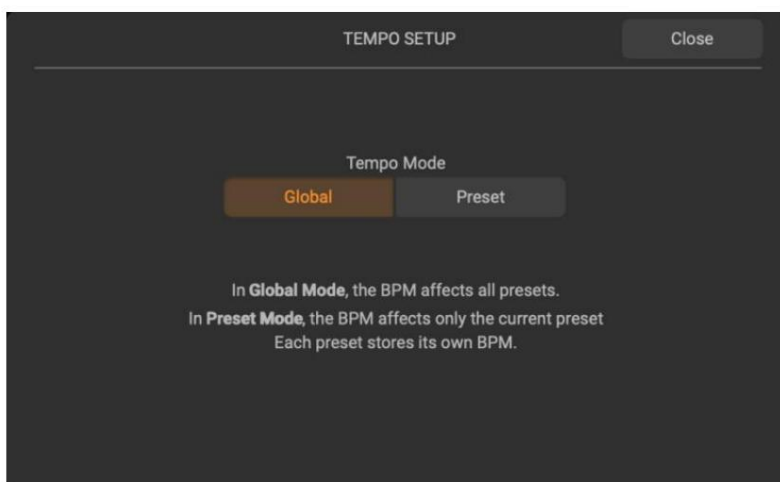 TEMPO SETUP
Close
Tempo Mode
Global
Preset
In Global Mode, the BPM affects all presets.
In Preset Mode, the BPM affects only the current preset
Each preset stores its own BPM.